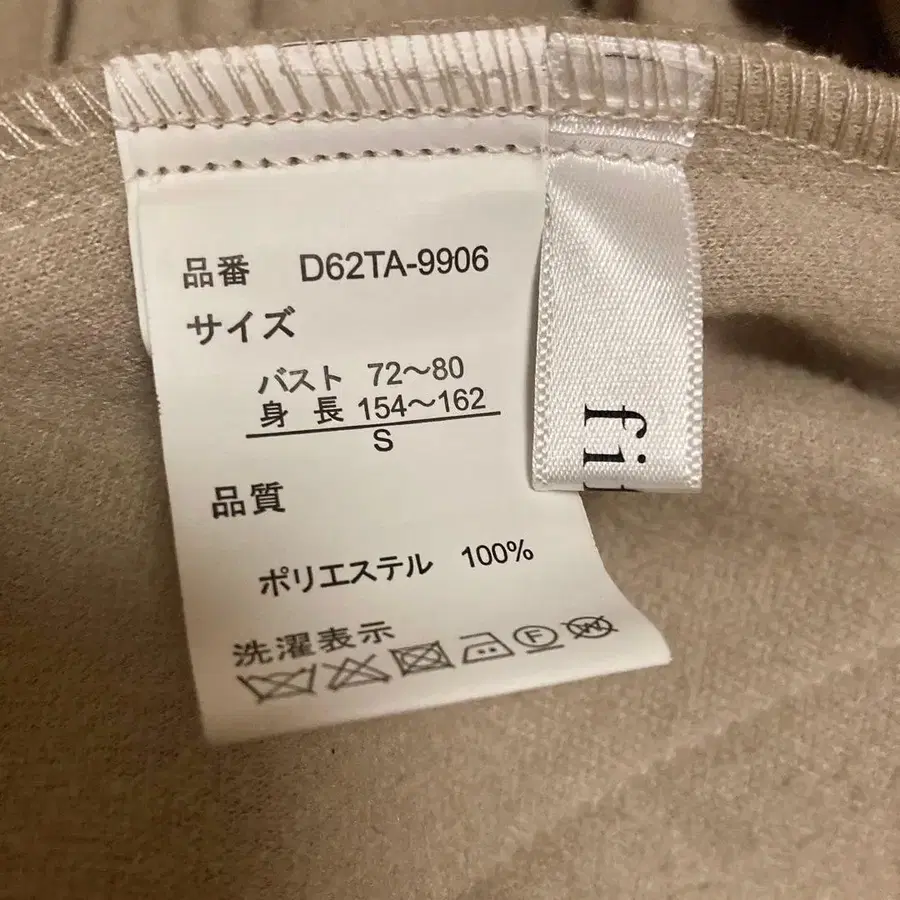 品番 D62TA-9906
サイズ
バスト 72～80
身 長 154～162
S
品質
ポリエステル 100%
洗濯表示
F
W